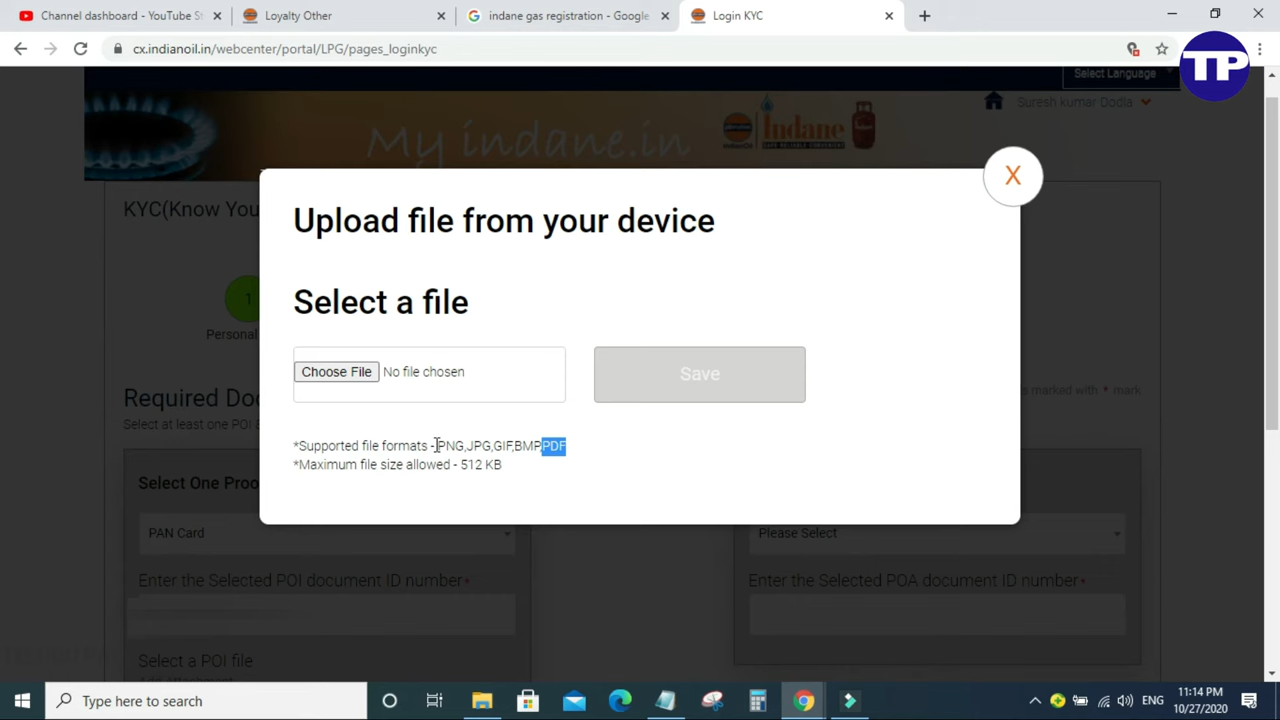 Channel dashboard - YouTube St
Loyalty Other
indane gas registration - Google
Login KYC
cx.indianoil.in/webcenter/portal/LPG/pages_loginkyc
TP
Select Language
Suresh kumar Dodla
My indane.in
Indane
KYC(Know You
X
Upload file from your device
Select a file
1
Personal
Choose File No file chosen
Save
Required Do
s marked with * mark
Select at least one POI
*Supported file formats - PNG,JPG,GIF,BMP,PDF
*Maximum file size allowed - 512 KB
Select One Proo
PAN Card
Please Select
Enter the Selected POI document ID number*
Enter the Selected POA document ID number*
Select a POI file
Type here to search
ENG
11:14 PM
10/27/2020